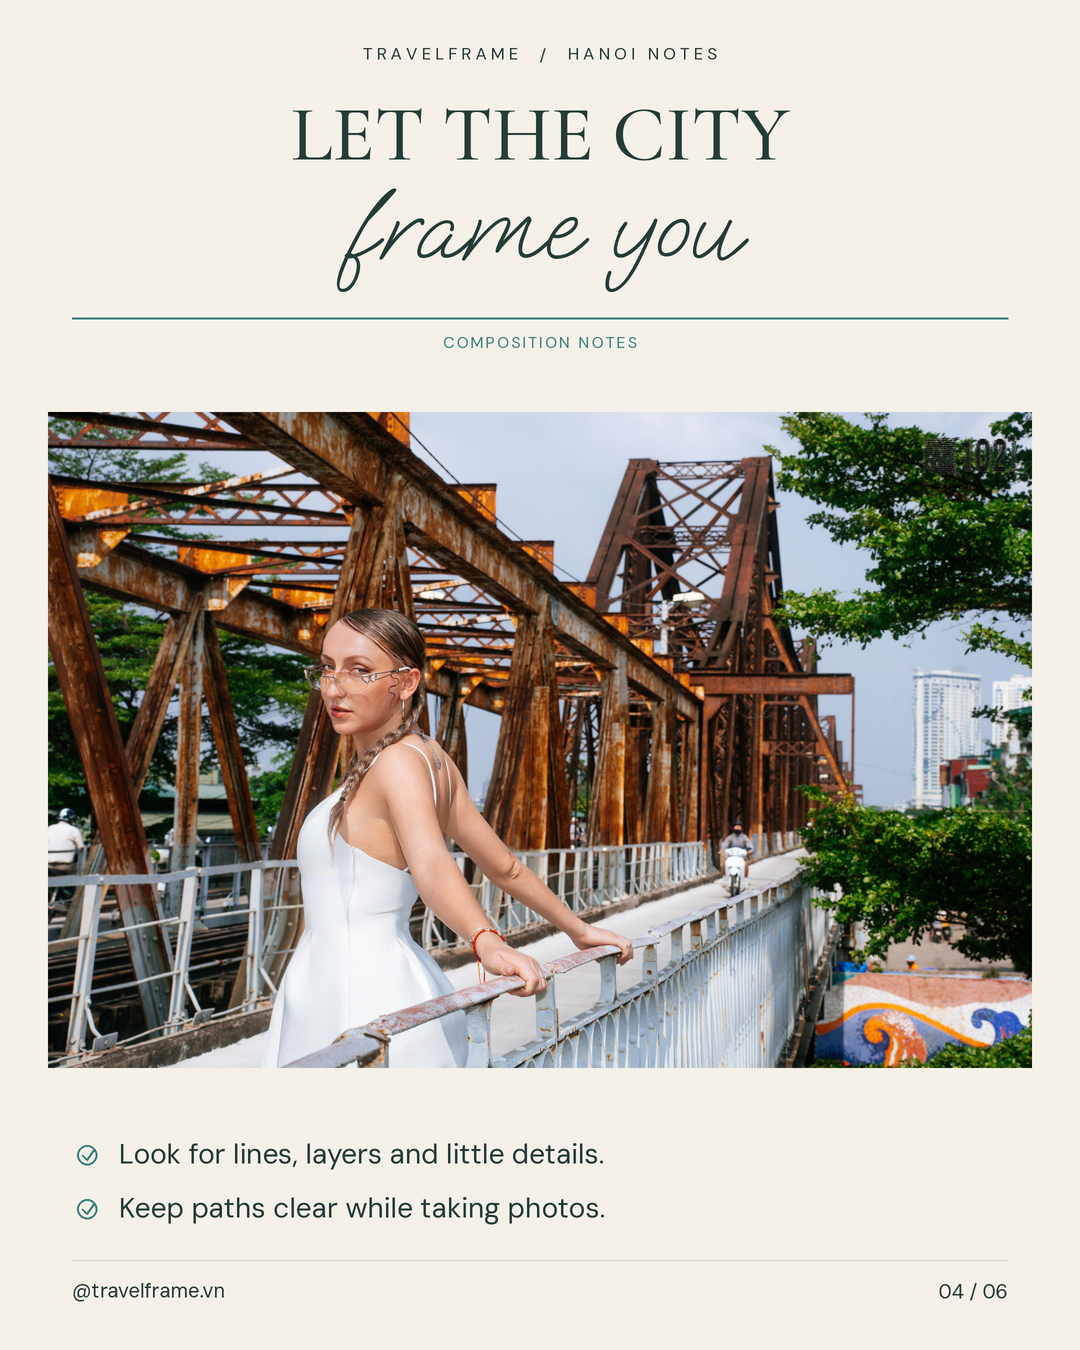 TRAVELFRAME / HANOI NOTES
LET THE CITY
frame you
COMPOSITION NOTES
Look for lines, layers and little details.
Keep paths clear while taking photos.
@travelframe.vn
04 / 06